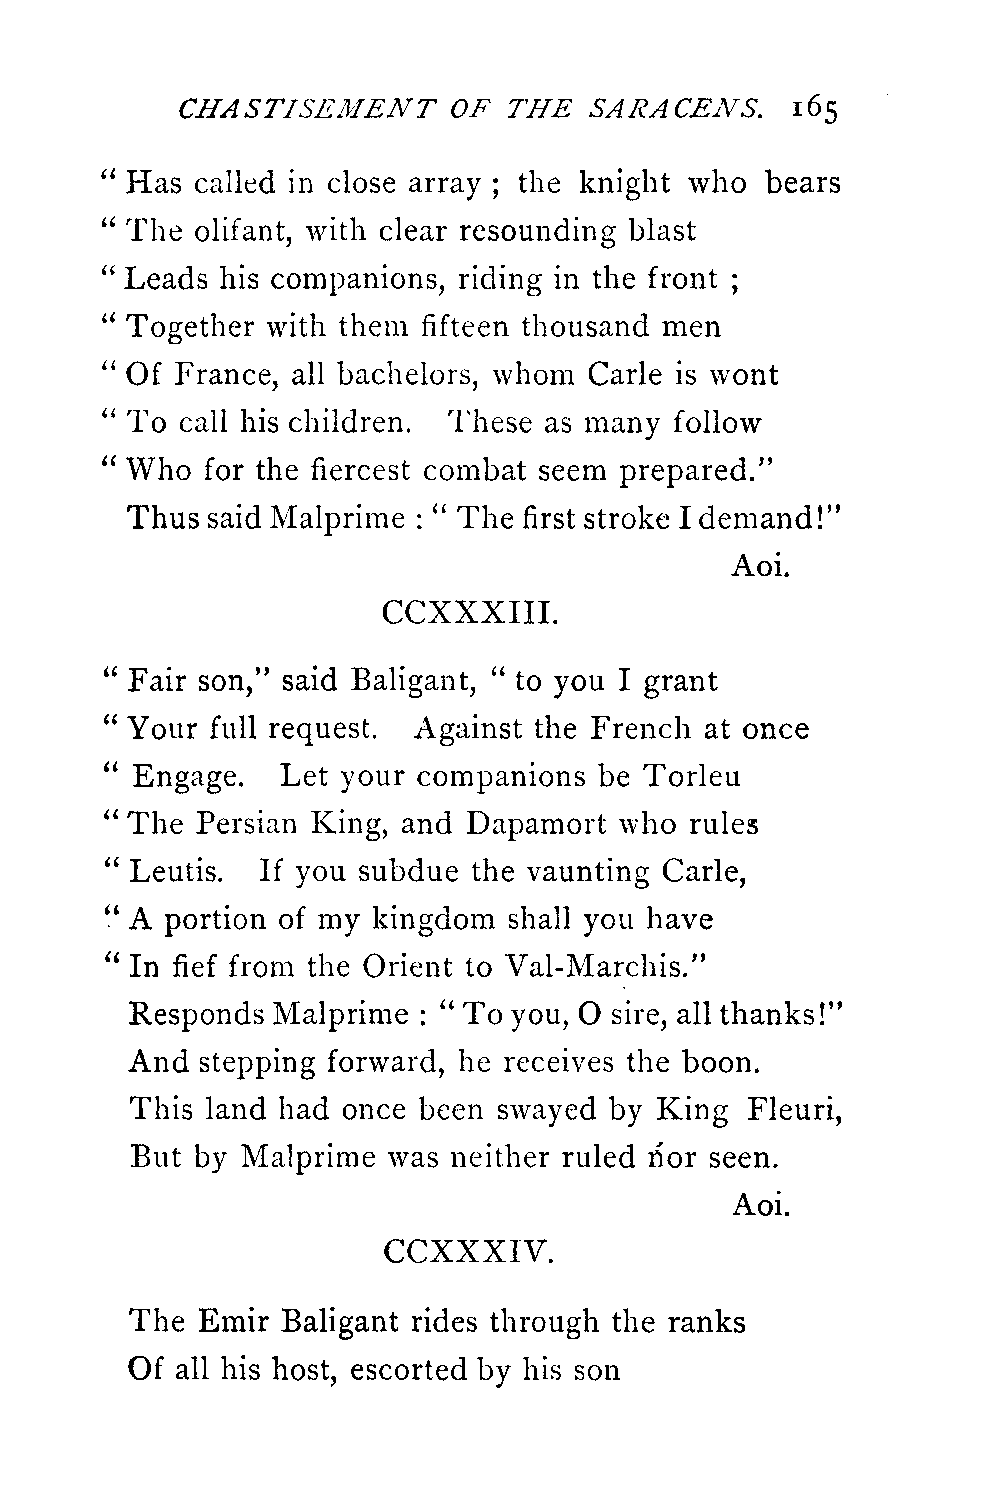 CHASTISEMENT OF THE SARACENS. 165
“ Has called in close array ; the knight who bears
“ The olifant, with clear resounding blast
“ Leads his companions, riding in the front ;
“ Together with them fifteen thousand men
“ Of France, all bachelors, whom Carle is wont
“ To call his children. These as many follow
“ Who for the fiercest combat seem prepared.”
Thus said Malprime : “ The first stroke I demand!”
Aoi.
CCXXXIII.
“ Fair son,” said Baligant, “ to you I grant
“ Your full request. Against the French at once
“ Engage. Let your companions be Torleu
“ The Persian King, and Dapamort who rules
“ Leutis. If you subdue the vaunting Carle,
“ A portion of my kingdom shall you have
“ In fief from the Orient to Val-Marchis.”
Responds Malprime : “ To you, O sire, all thanks!”
And stepping forward, he receives the boon.
This land had once been swayed by King Fleuri,
But by Malprime was neither ruled nor seen.
Aoi.
CCXXXIV.
The Emir Baligant rides through the ranks
Of all his host, escorted by his son